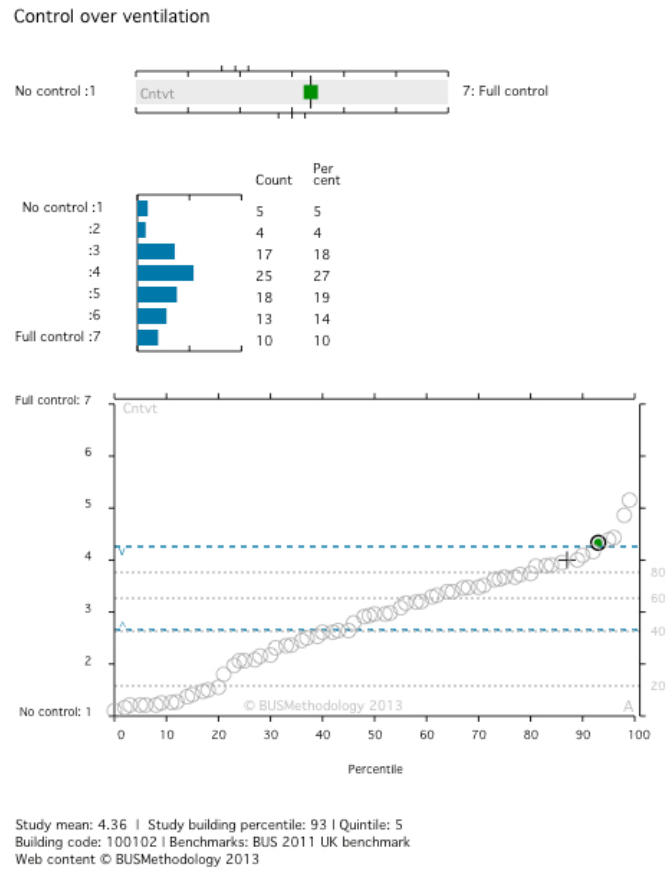 Control over ventilation
No control :1 Cntvt 7: Full control
Count Per cent
No control :1 5 5
:2 4 4
:3 17 18
:4 25 27
:5 18 19
:6 13 14
Full control :7 10 10
Full control: 7
Cntvt
6
5
4
80
60
3
40
2
20
© BUSMethodology 2013 A
No control: 1
0 10 20 30 40 50 60 70 80 90 100
Percentile
Study mean: 4.36 | Study building percentile: 93 | Quintile: 5
Building code: 100102 | Benchmarks: BUS 2011 UK benchmark
Web content © BUSMethodology 2013